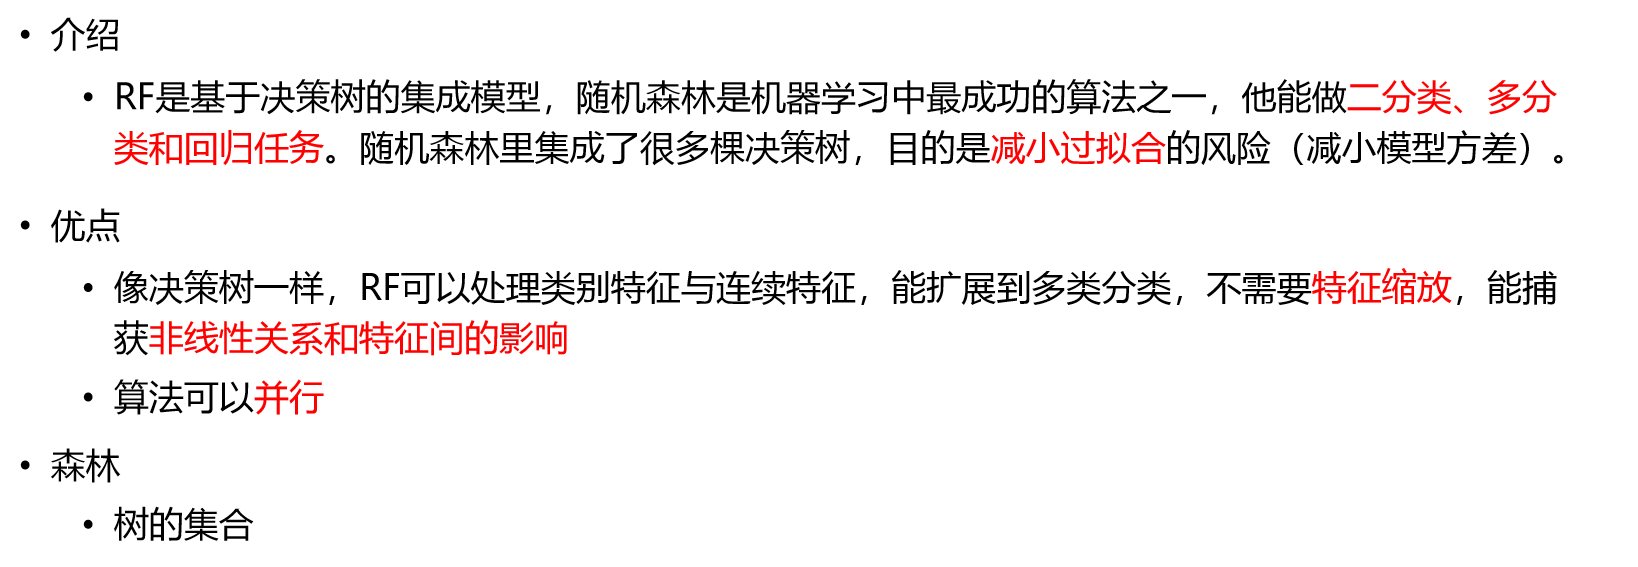 • 介绍
• RF是基于决策树的集成模型，随机森林是机器学习中最成功的算法之一，他能做二分类、多分
类和回归任务。随机森林里集成了很多棵决策树，目的是减小过拟合的风险（减小模型方差）。
• 优点
• 像决策树一样，RF可以处理类别特征与连续特征，能扩展到多类分类，不需要特征缩放，能捕
获非线性关系和特征间的影响
• 算法可以并行
• 森林
• 树的集合